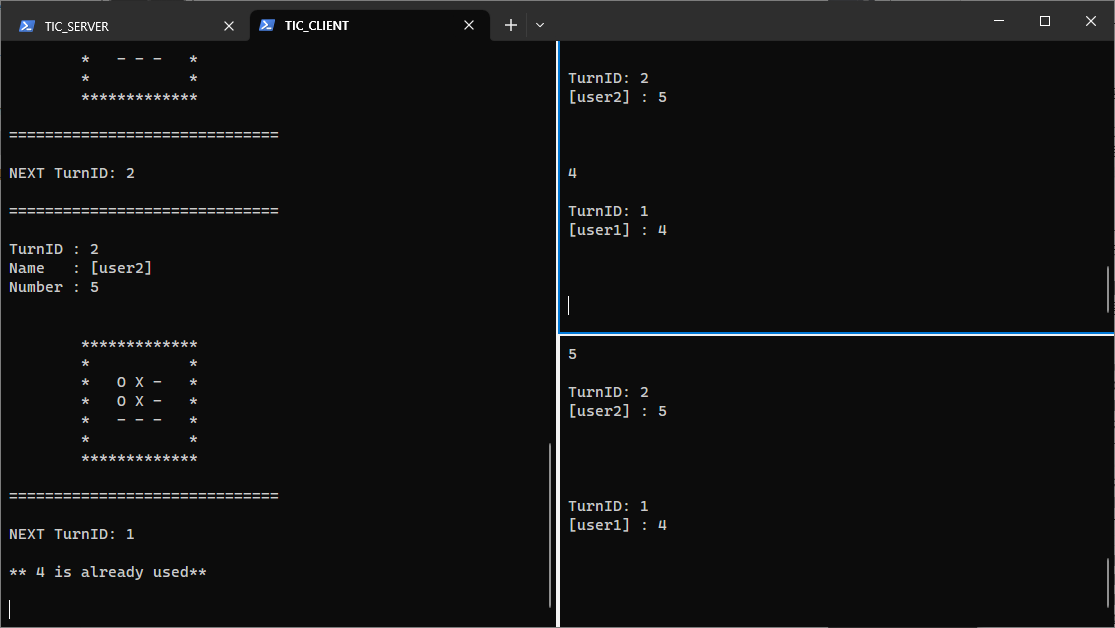 TIC_SERVER
TIC_CLIENT
* - - - *
* *
*************
==============================
NEXT TurnID: 2
==============================
TurnID : 2
Name : [user2]
Number : 5
*************
* *
* O X - *
* O X - *
* - - - *
* *
*************
==============================
NEXT TurnID: 1
** 4 is already used**
TurnID: 2
[user2] : 5
4
TurnID: 1
[user1] : 4
5
TurnID: 2
[user2] : 5
TurnID: 1
[user1] : 4